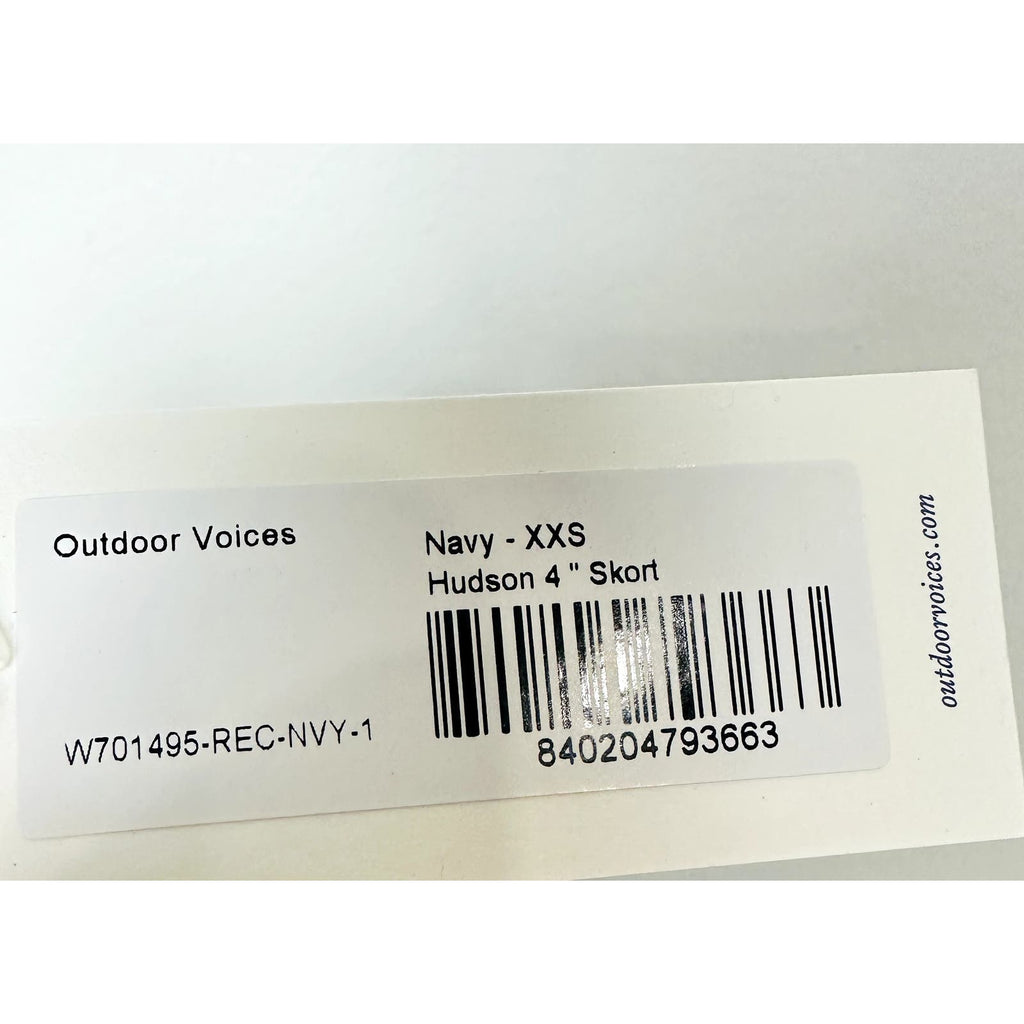 Outdoor Voices
Navy - XXS
Hudson 4 " Skort
W701495-REC-NVY-1
840204793663
outdoorvoices.com